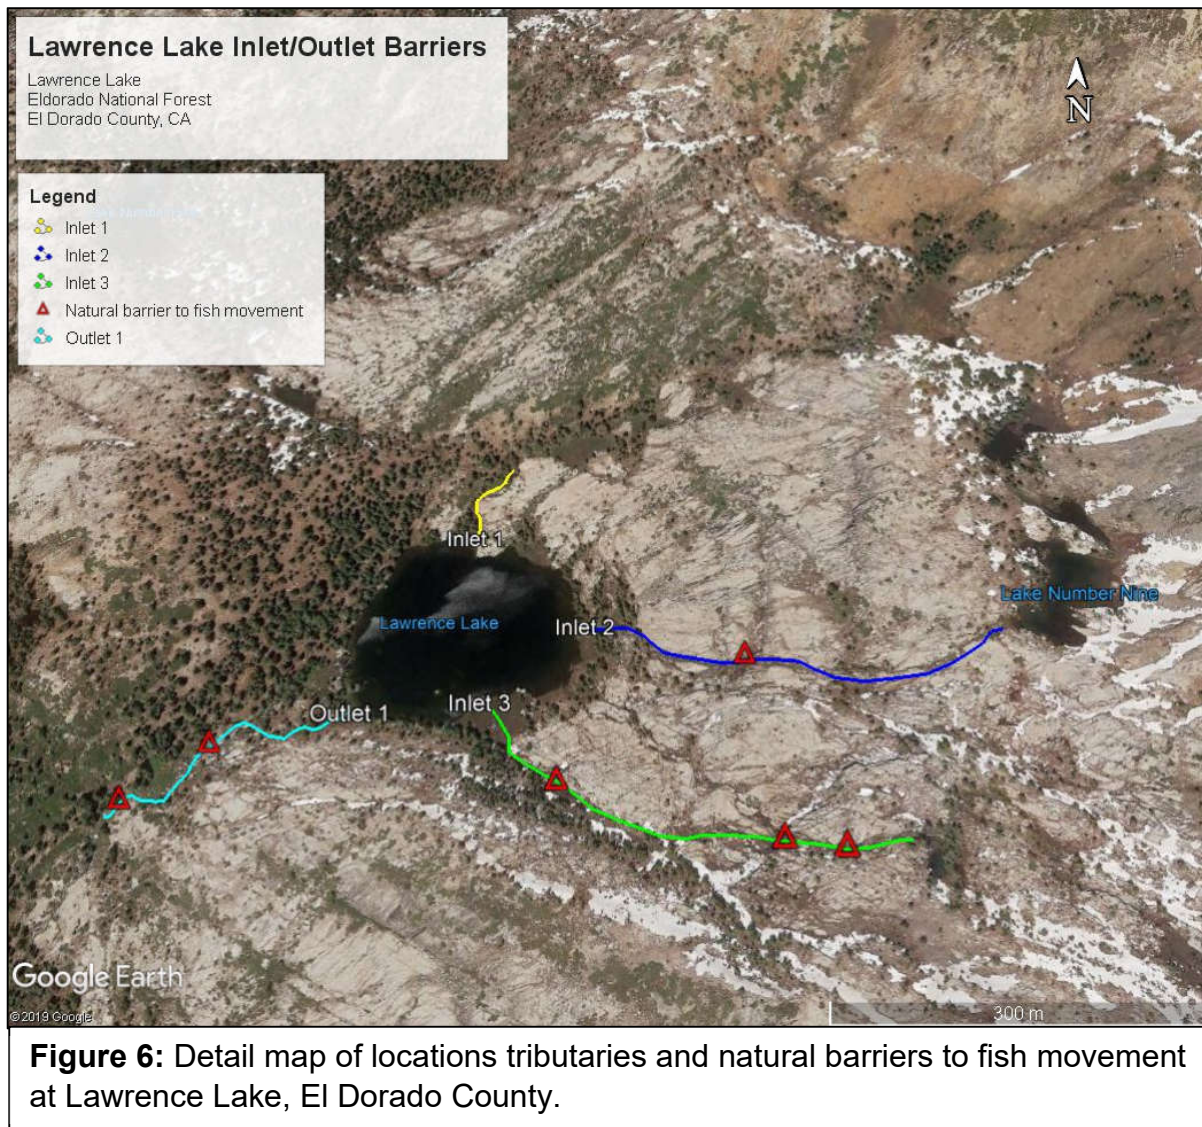 Lawrence Lake Inlet/Outlet Barriers
Lawrence Lake
Eldorado National Forest
El Dorado County, CA
N
Legend
Inlet 1
Inlet 2
Inlet 3
Natural barrier to fish movement
Outlet 1
Inlet 1
Lake Number Nine
Lawrence Lake
Inlet 2
Inlet 3
Outlet 1
Google Earth
© 2019 Google
300 m
Figure 6: Detail map of locations tributaries and natural barriers to fish movement
at Lawrence Lake, El Dorado County.